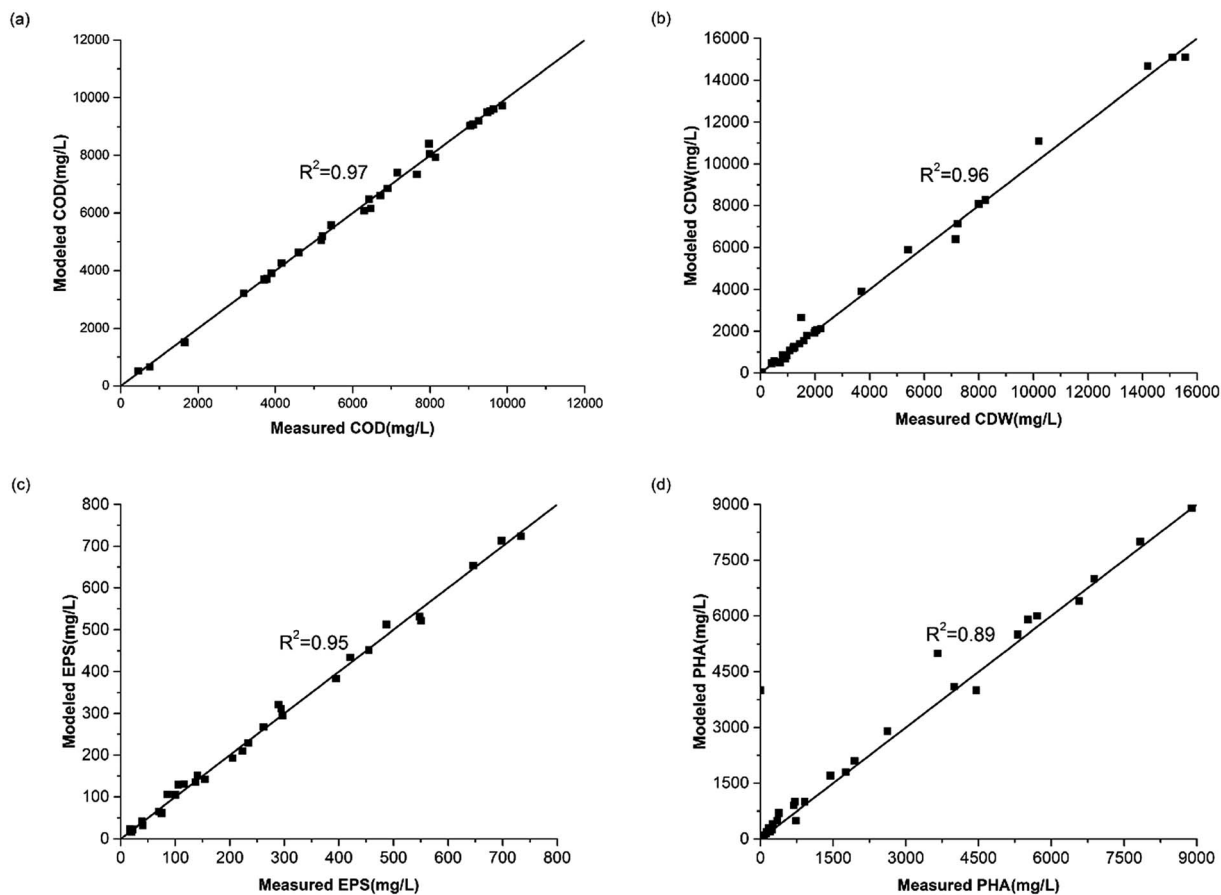 (a)
12000
10000
8000
6000
4000
2000
0
Modeled COD(mg/L)
R²=0.97
0 2000 4000 6000 8000 10000 12000
Measured COD(mg/L)
(b)
16000
14000
12000
10000
8000
6000
4000
2000
0
Modeled CDW(mg/L)
R²=0.96
0 2000 4000 6000 8000 10000 12000 14000 16000
Measured CDW(mg/L)
(c)
800
700
600
500
400
300
200
100
0
Modeled EPS(mg/L)
R²=0.95
0 100 200 300 400 500 600 700 800
Measured EPS(mg/L)
(d)
9000
7500
6000
4500
3000
1500
0
Modeled PHA(mg/L)
R²=0.89
0 1500 3000 4500 6000 7500 9000
Measured PHA(mg/L)